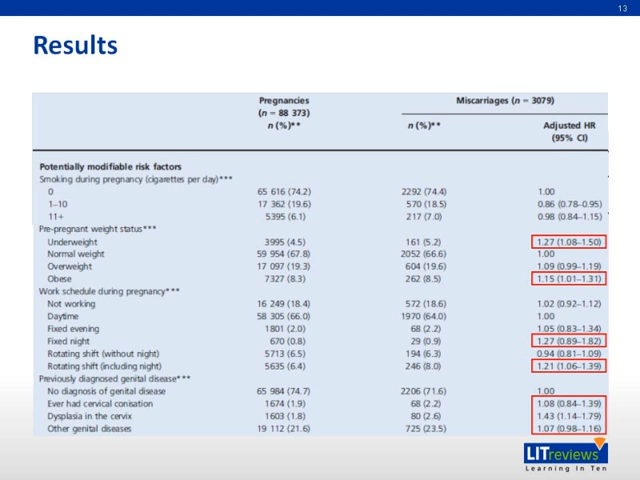 13
Results
Pregnancies Miscarriages (n = 3079)
(n = 88 373)
n (%)** n (%)** Adjusted HR
(95% CI)
Potentially modifiable risk factors
Smoking during pregnancy (cigarettes per day)***
0 65 616 (74.2) 2292 (74.4) 1.00
1–10 17 362 (19.6) 570 (18.5) 0.86 (0.78–0.95)
11+ 5395 (6.1) 217 (7.0) 0.98 (0.84–1.15)
Pre-pregnant weight status***
Underweight 3995 (4.5) 161 (5.2) 1.27 (1.08–1.50)
Normal weight 59 954 (67.8) 2052 (66.6) 1.00
Overweight 17 097 (19.3) 604 (19.6) 1.09 (0.99–1.19)
Obese 7327 (8.3) 262 (8.5) 1.15 (1.01–1.31)
Work schedule during pregnancy***
Not working 16 249 (18.4) 572 (18.6) 1.02 (0.92–1.12)
Daytime 58 305 (66.0) 1970 (64.0) 1.00
Fixed evening 1801 (2.0) 68 (2.2) 1.05 (0.83–1.34)
Fixed night 670 (0.8) 29 (0.9) 1.27 (0.89–1.82)
Rotating shift (without night) 5713 (6.5) 194 (6.3) 0.94 (0.81–1.09)
Rotating shift (including night) 5635 (6.4) 246 (8.0) 1.21 (1.06–1.39)
Previously diagnosed genital disease***
No diagnosis of genital disease 65 984 (74.7) 2206 (71.6) 1.00
Ever had cervical conisation 1674 (1.9) 68 (2.2) 1.08 (0.84–1.39)
Dysplasia in the cervix 1603 (1.8) 80 (2.6) 1.43 (1.14–1.79)
Other genital diseases 19 112 (21.6) 725 (23.5) 1.07 (0.98–1.16)
LITreviews
Learning In Ten